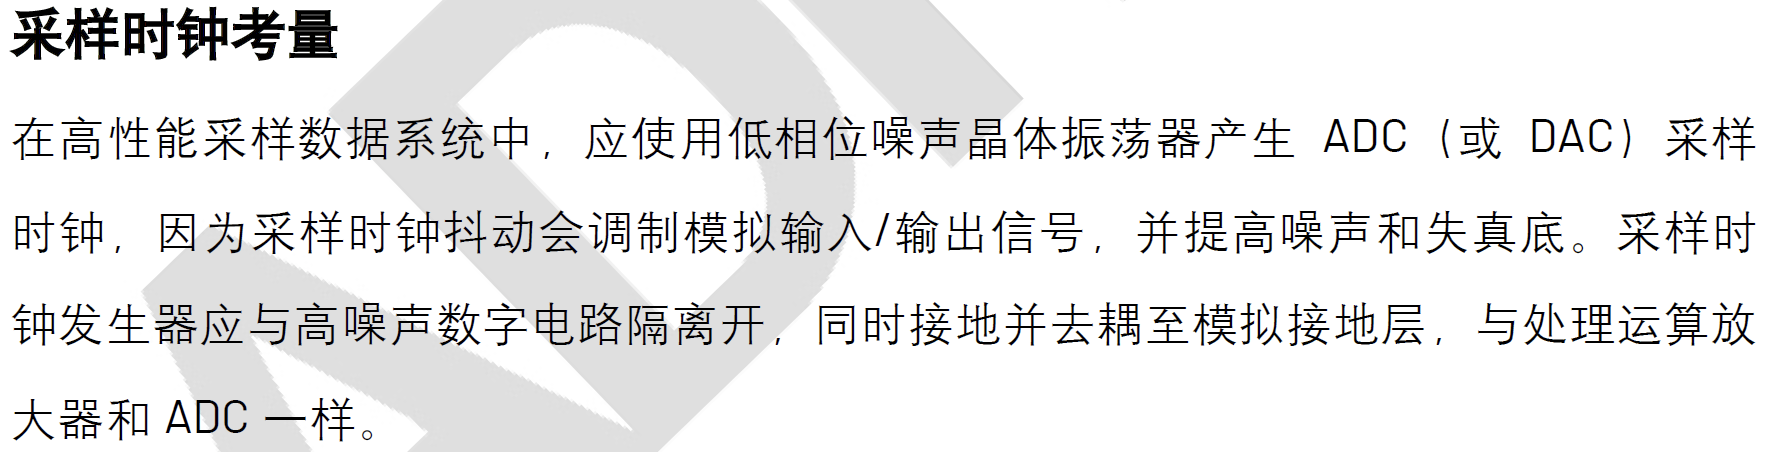 采样时钟考量
在高性能采样数据系统中，应使用低相位噪声晶体振荡器产生 ADC（或 DAC）采样
时钟，因为采样时钟抖动会调制模拟输入/输出信号，并提高噪声和失真底。采样时
钟发生器应与高噪声数字电路隔离开，同时接地并去耦至模拟接地层，与处理运算放
大器和 ADC 一样。